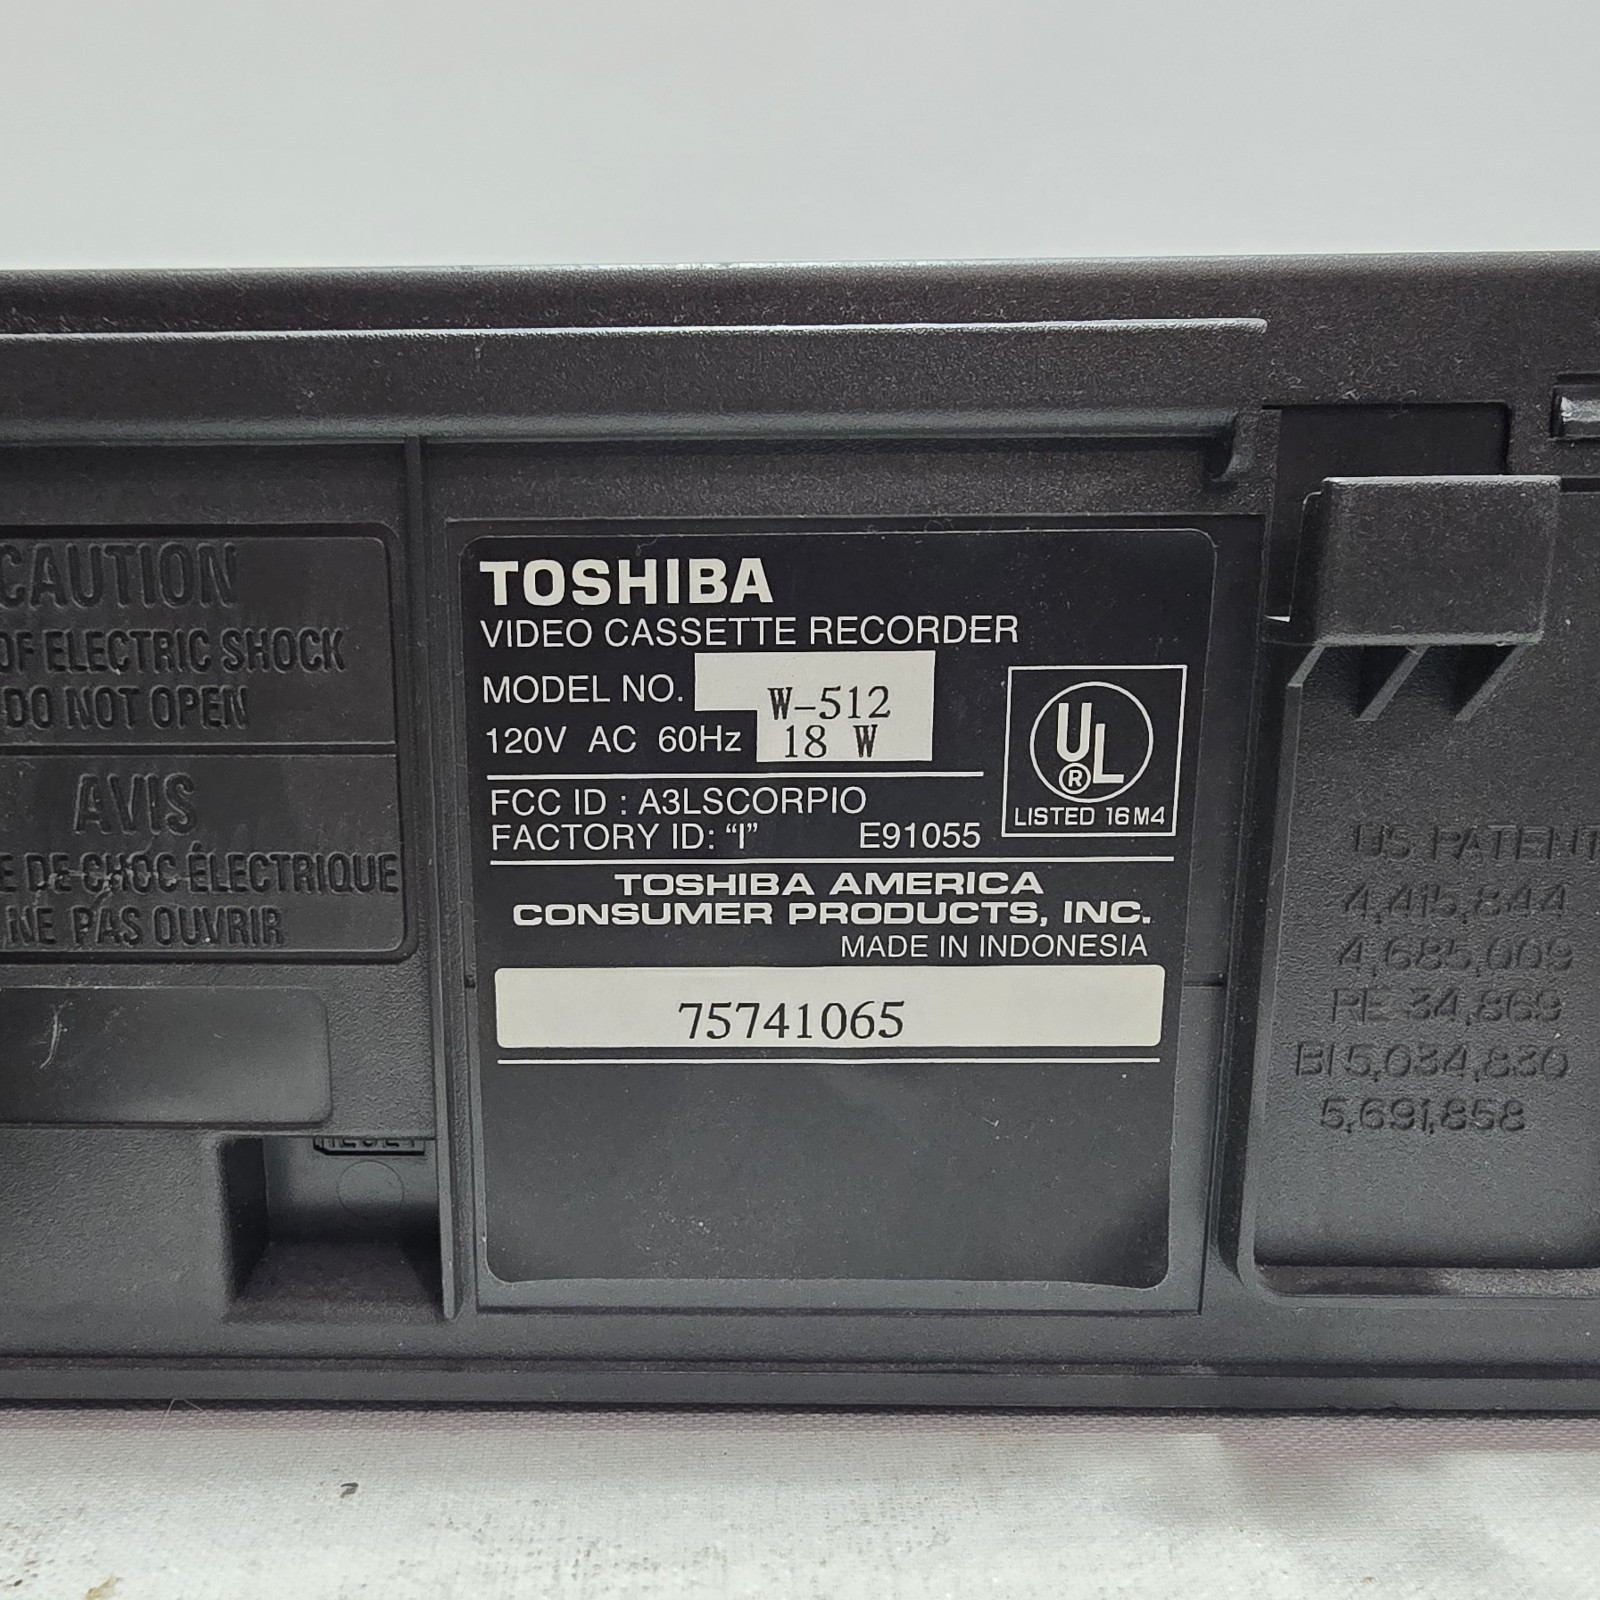 CAUTION
OF ELECTRIC SHOCK
DO NOT OPEN
AVIS
DE CHOC ÉLECTRIQUE
NE PAS OUVRIR
TOSHIBA
VIDEO CASSETTE RECORDER
MODEL NO. W-512
120V AC 60Hz 18 W
FCC ID : A3LSCORPIO
FACTORY ID: “I” E91055
UL
®
LISTED 16M4
TOSHIBA AMERICA
CONSUMER PRODUCTS, INC.
MADE IN INDONESIA
75741065
US PATENT
4,415,844
4,685,009
RE 34,869
B1 5,034,830
5,691,858